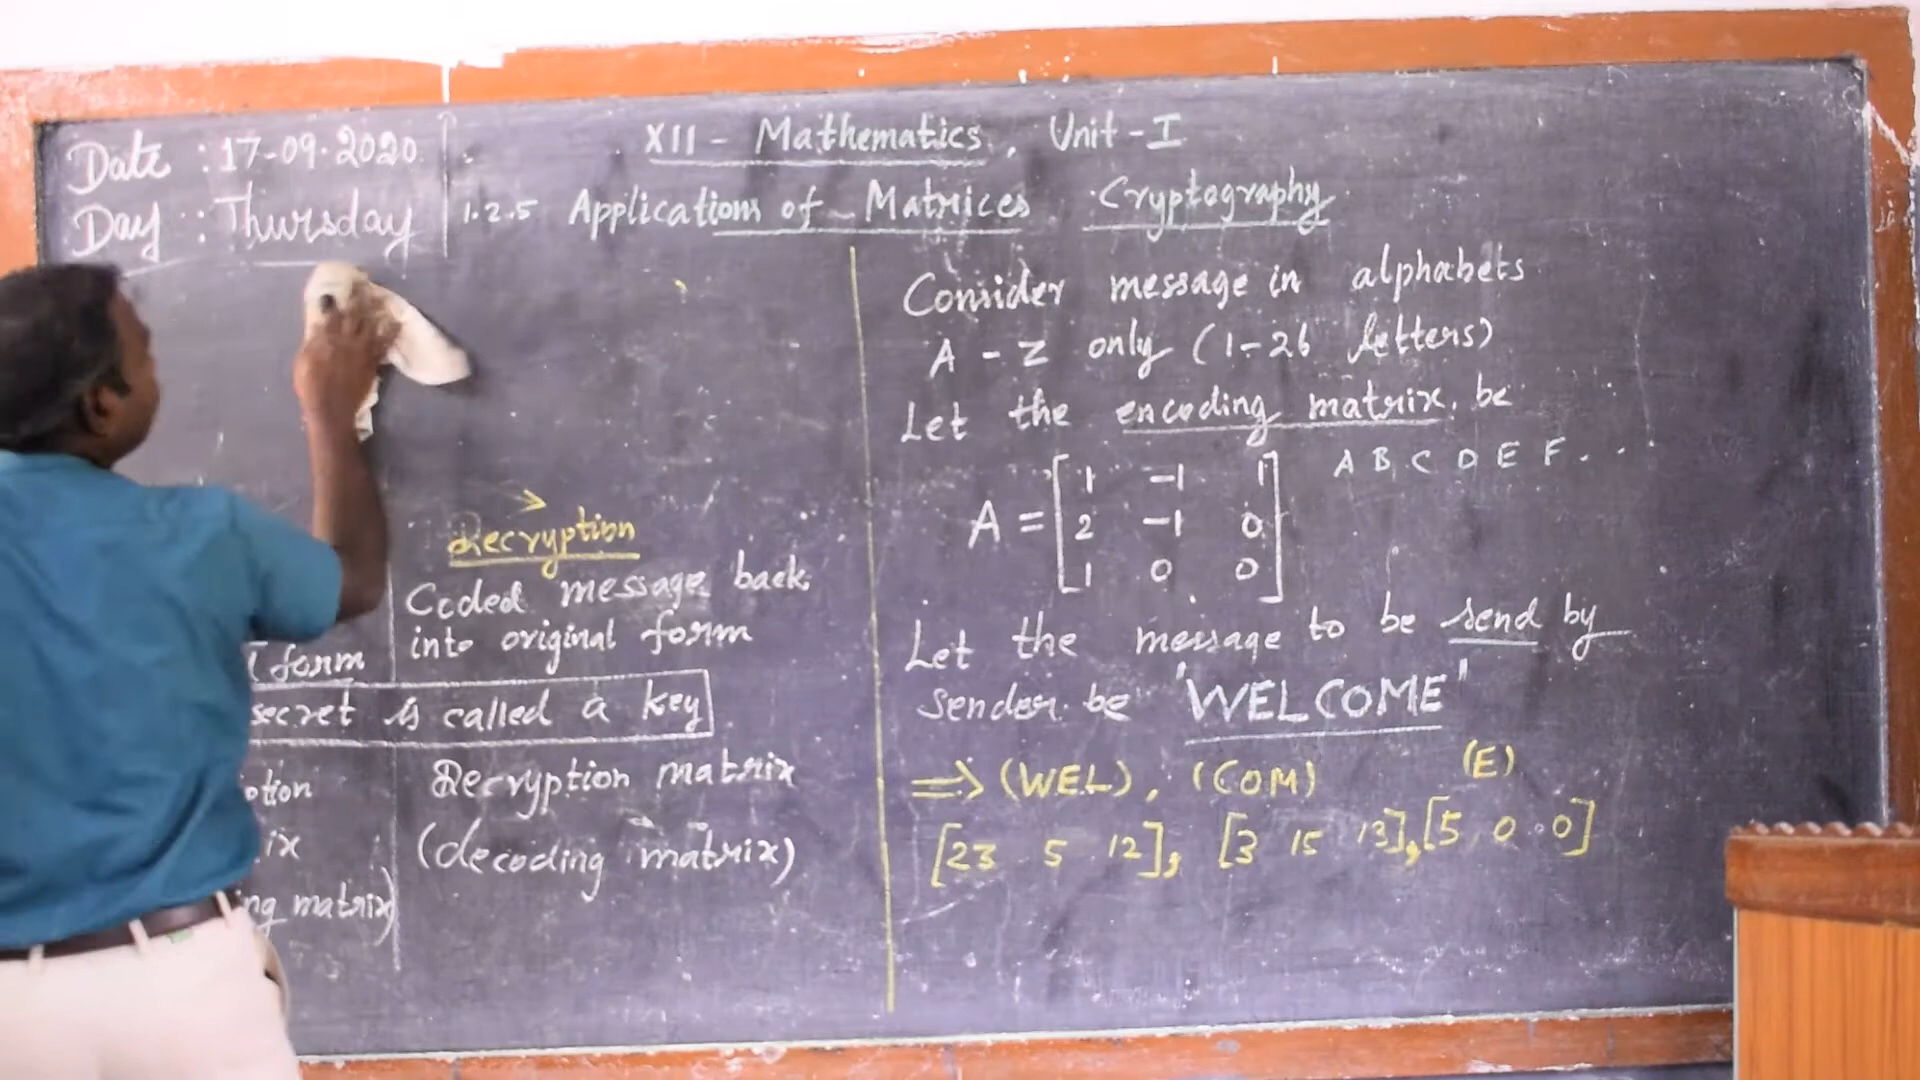 Date : 17-09-2020
Day : Thursday
XII - Mathematics, Unit - I
1.2.5 Applications of Matrices Cryptography
Decryption
Coded message back
into original form
form
secret is called a key
Decryption matrix
(decoding matrix)
matrix)
Consider message in alphabets
A - Z only (1-26 letters)
Let the encoding matrix be
A B C D E F . . .
A = [1 -1 1
2 -1 0
1 0 0]
Let the message to be send by
sender be "WELCOME"
⇒ (WEL), (COM) (E)
[23 5 12], [3 15 13], [5 0 0]